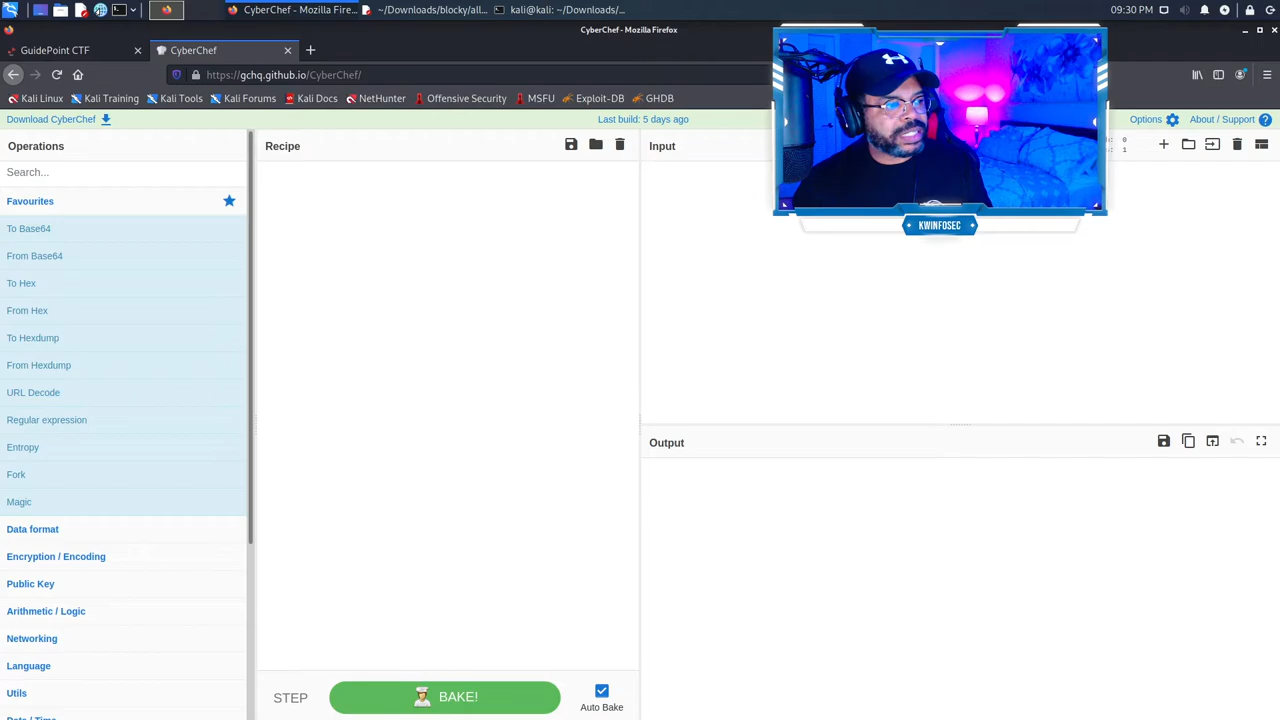 CyberChef - Mozilla Fire...
~/Downloads/blocky/all...
kali@kali: ~/Downloads/...
09:30 PM
CyberChef - Mozilla Firefox
GuidePoint CTF
CyberChef
https://gchq.github.io/CyberChef/
Kali Linux
Kali Training
Kali Tools
Kali Forums
Kali Docs
NetHunter
Offensive Security
MSFU
Exploit-DB
GHDB
Download CyberChef
Last build: 5 days ago
Options
About / Support
Operations
Recipe
Input
0
1
Search...
Favourites
To Base64
From Base64
To Hex
From Hex
To Hexdump
From Hexdump
URL Decode
Regular expression
Entropy
Fork
Magic
Data format
Encryption / Encoding
Public Key
Arithmetic / Logic
Networking
Language
Utils
Date / Time
KWINFOSEC
Output
STEP
BAKE!
Auto Bake